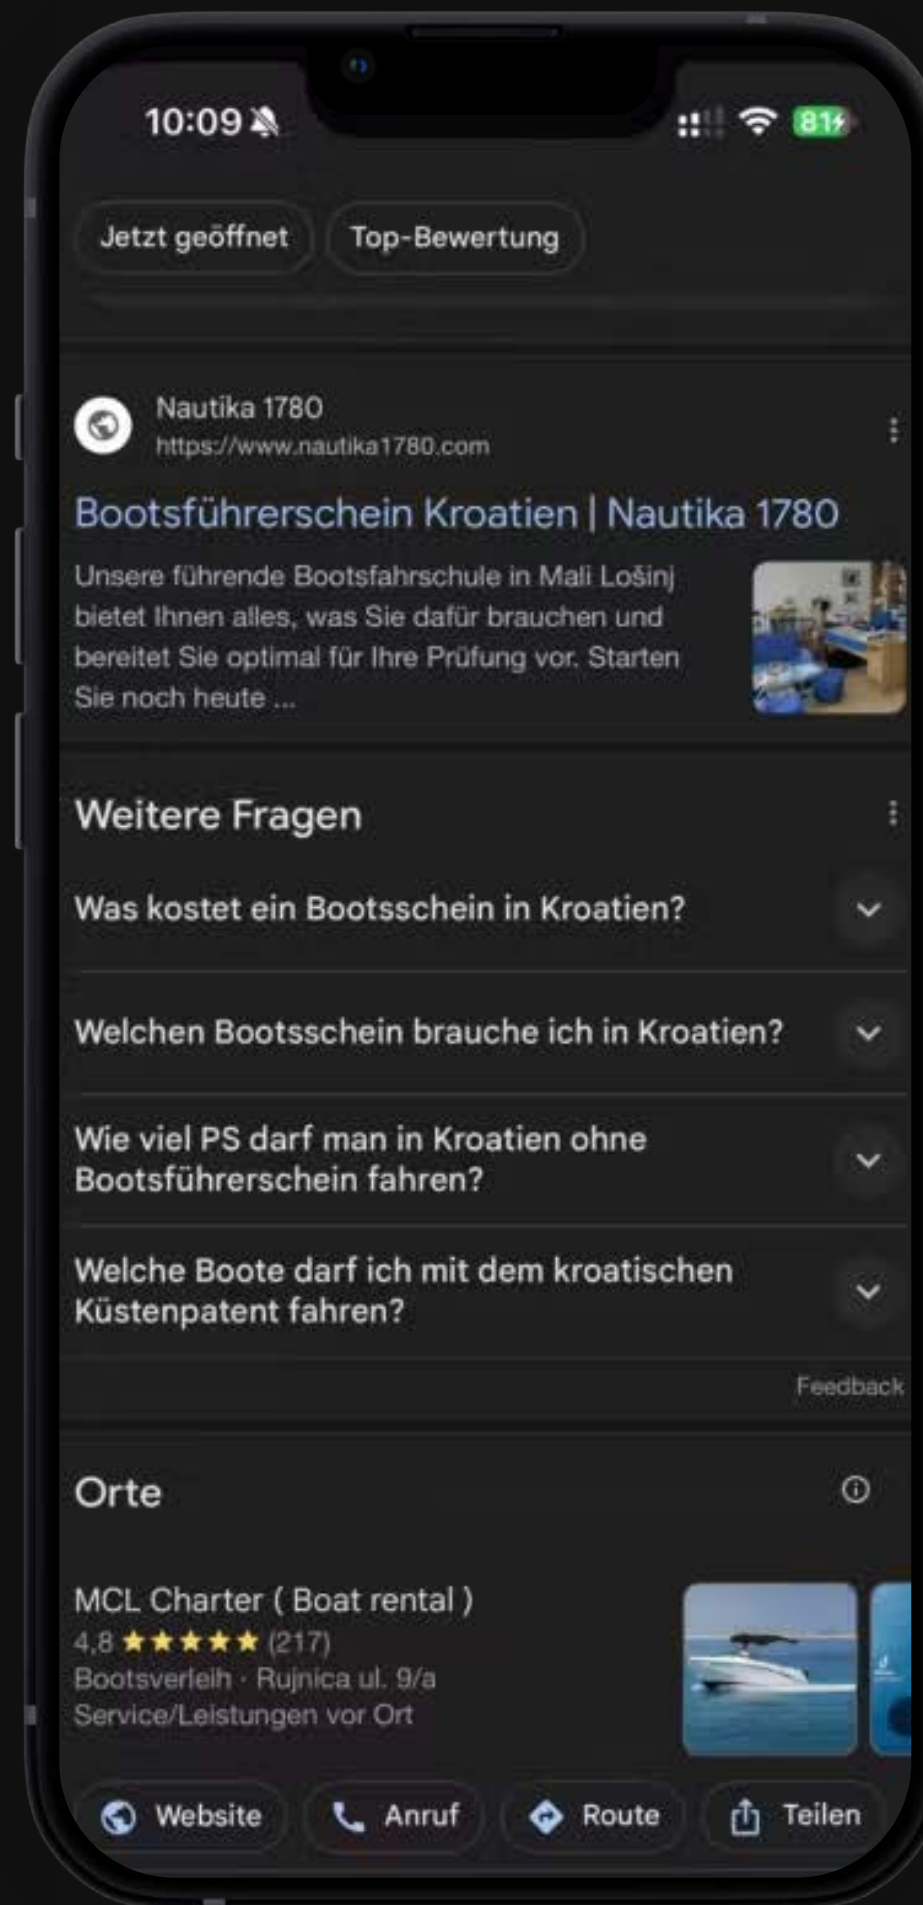 10:09
81
Jetzt geöffnet
Top-Bewertung
Nautika 1780
https://www.nautika1780.com
Bootsführerschein Kroatien | Nautika 1780
Unsere führende Bootsfahrschule in Mali Lošinj
bietet Ihnen alles, was Sie dafür brauchen und
bereitet Sie optimal für Ihre Prüfung vor. Starten
Sie noch heute ...
Weitere Fragen
Was kostet ein Bootsschein in Kroatien?
Welchen Bootsschein brauche ich in Kroatien?
Wie viel PS darf man in Kroatien ohne
Bootsführerschein fahren?
Welche Boote darf ich mit dem kroatischen
Küstenpatent fahren?
Feedback
Orte
MCL Charter ( Boat rental )
4,8 ★★★★★ (217)
Bootsverleih · Rujnica ul. 9/a
Service/Leistungen vor Ort
Website
Anruf
Route
Teilen